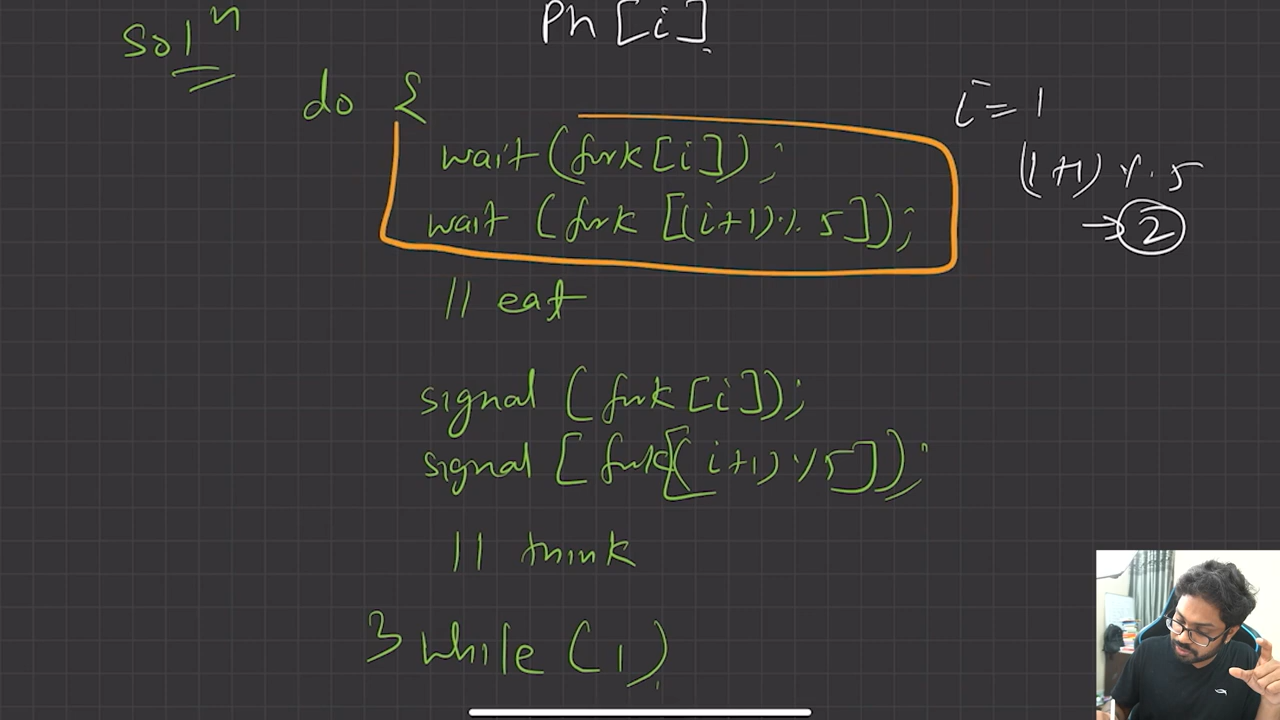 Solⁿ
Ph [i]
do {
wait (fork [i]);
wait (fork [(i+1) % 5]);
// eat
signal (fork [i]);
signal [fork[(i+1) % 5]);
// think
} while (1)
i = 1
(1+1) % 5
→ 2